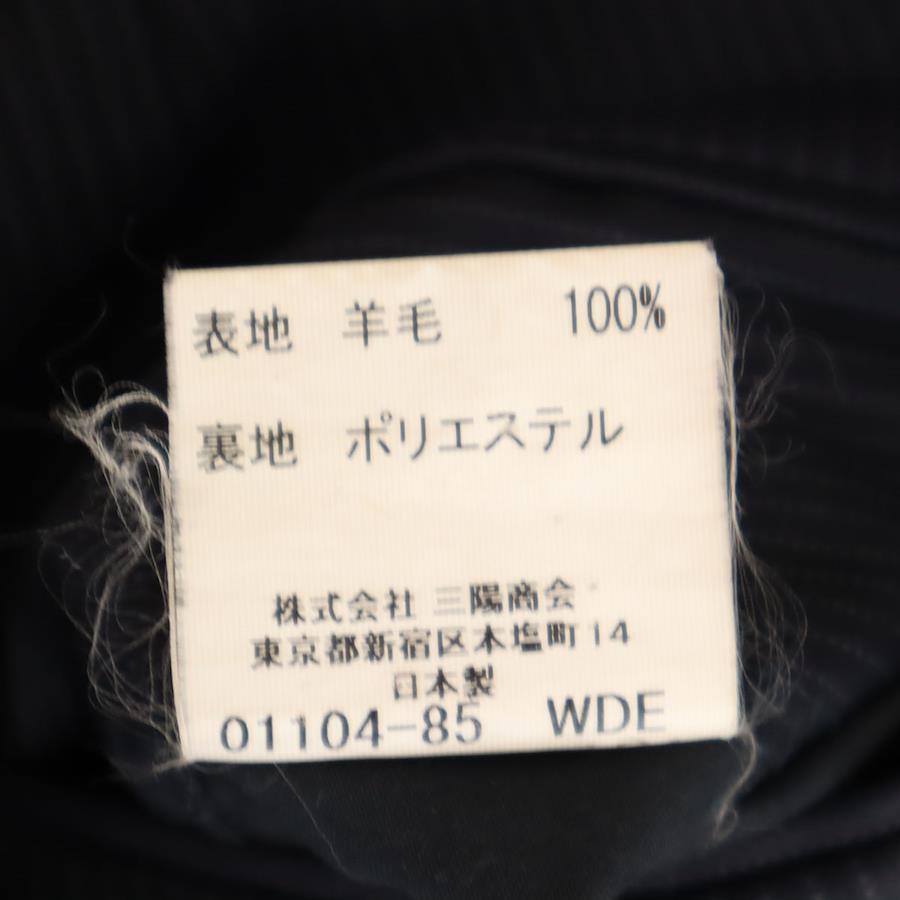 表地 羊毛 100%
裏地 ポリエステル
株式会社 三陽商会
東京都新宿区本塩町14
日本製
01104-85 WDE